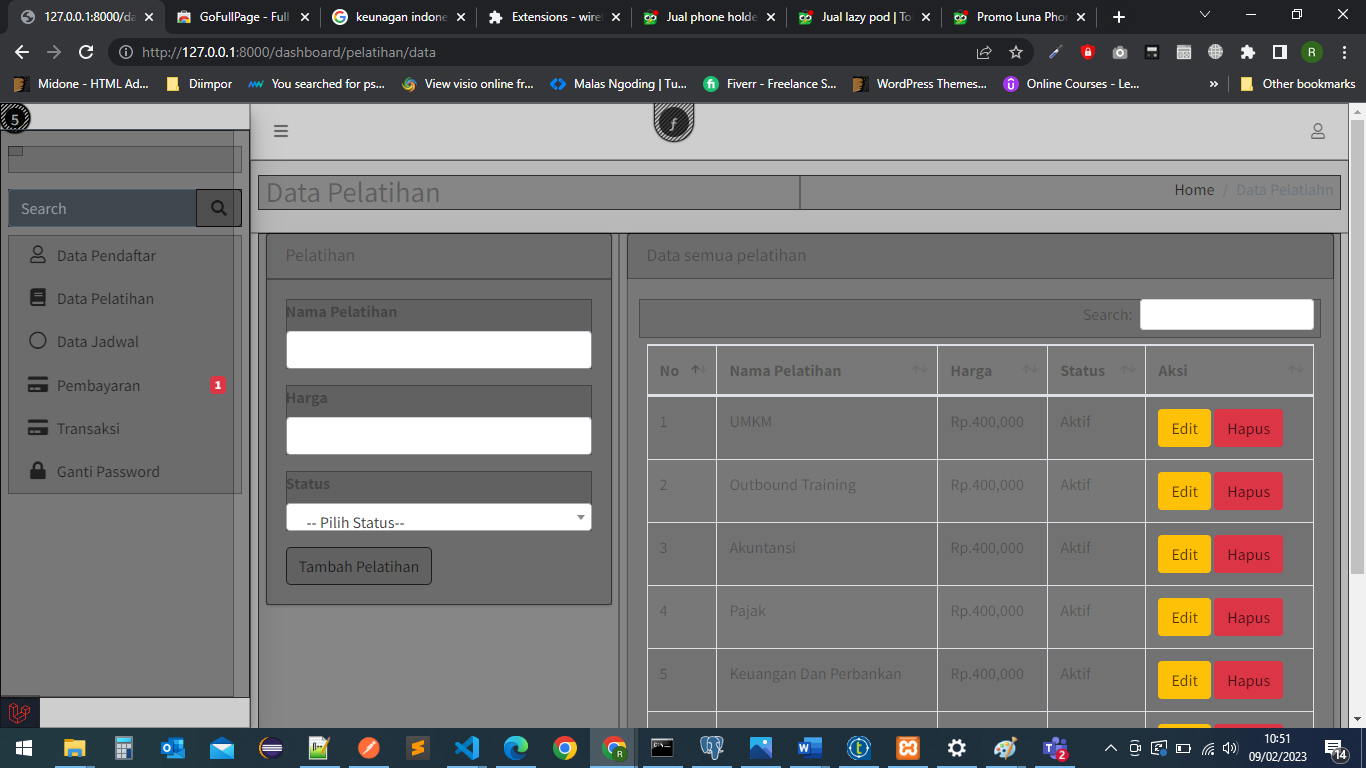 127.0.0.1:8000/da
GoFullPage - Full
keunagan indone
Extensions - wire
Jual phone holde
Jual lazy pod | To
Promo Luna Pho
http://127.0.0.1:8000/dashboard/pelatihan/data
R
Midone - HTML Ad...
Diimpor
You searched for ps...
View visio online fr...
Malas Ngoding | Tu...
Fiverr - Freelance S...
WordPress Themes...
Online Courses - Le...
»
Other bookmarks
5
f
Data Pelatihan
Home / Data Pelatiahn
Search
Data Pendaftar
Data Pelatihan
Data Jadwal
Pembayaran 1
Transaksi
Ganti Password
Pelatihan
Nama Pelatihan
Harga
Status
-- Pilih Status--
Tambah Pelatihan
Data semua pelatihan
Search:
No Nama Pelatihan Harga Status Aksi
1 UMKM Rp.400,000 Aktif Edit Hapus
2 Outbound Training Rp.400,000 Aktif Edit Hapus
3 Akuntansi Rp.400,000 Aktif Edit Hapus
4 Pajak Rp.400,000 Aktif Edit Hapus
5 Keuangan Dan Perbankan Rp.400,000 Aktif Edit Hapus
10:51
09/02/2023
14
2